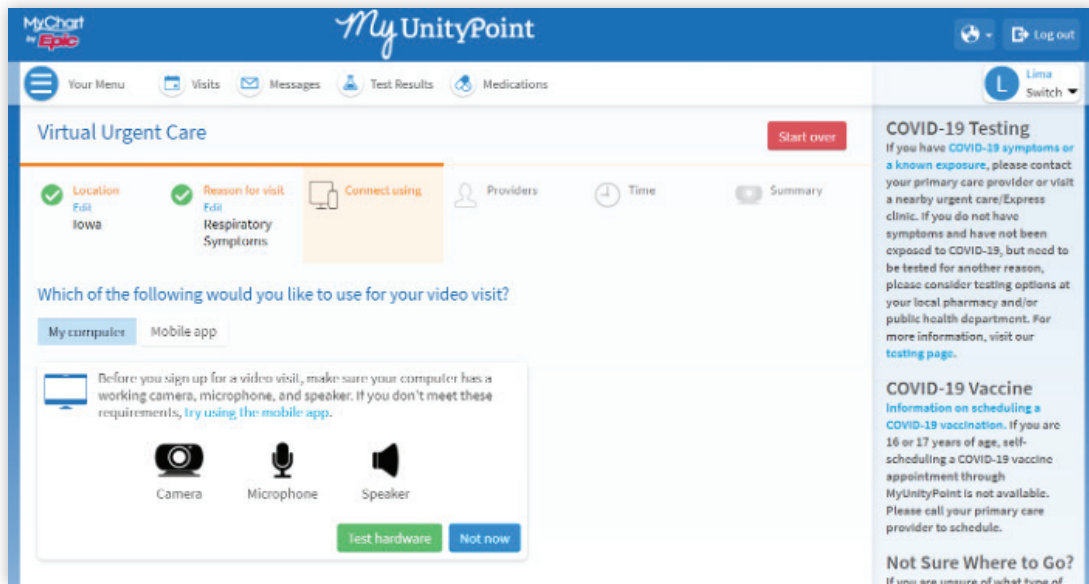 MyChart
by Epic
My UnityPoint
Log out
Your Menu
Visits
Messages
Test Results
Medications
L
Lima
Switch
Virtual Urgent Care
Start over
Location
Edit
Iowa
Reason for visit
Edit
Respiratory
Symptoms
Connect using
Providers
Time
Summary
Which of the following would you like to use for your video visit?
My computer
Mobile app
Before you sign up for a video visit, make sure your computer has a
working camera, microphone, and speaker. If you don't meet these
requirements, try using the mobile app.
Camera
Microphone
Speaker
Test hardware
Not now
COVID-19 Testing
If you have COVID-19 symptoms or
a known exposure, please contact
your primary care provider or visit
a nearby urgent care/Express
clinic. If you do not have
symptoms and have not been
exposed to COVID-19, but need to
be tested for another reason,
please consider testing options at
your local pharmacy and/or
public health department. For
more information, visit our
testing page.
COVID-19 Vaccine
Information on scheduling a
COVID-19 vaccination. If you are
16 or 17 years of age, self-
scheduling a COVID-19 vaccine
appointment through
MyUnityPoint is not available.
Please call your primary care
provider to schedule.
Not Sure Where to Go?
If you are unsure of what type of